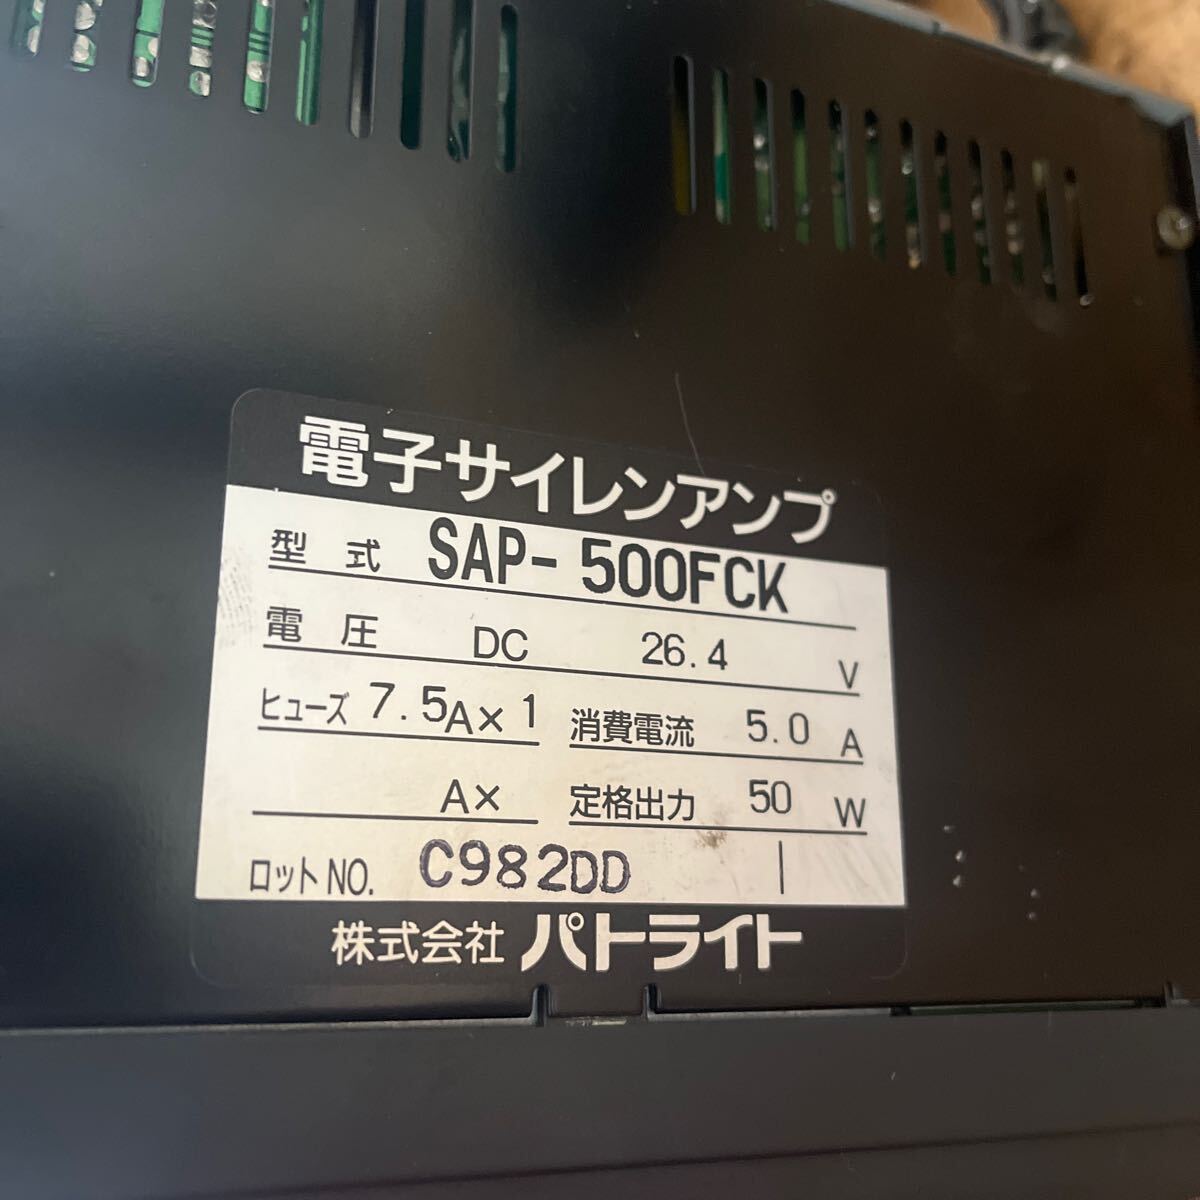 電子サイレンアンプ
型式 SAP-500FCK
電圧 DC 26.4 V
ヒューズ 7.5A×1 消費電流 5.0 A
A× 定格出力 50 W
ロットNO. C982DD |
株式会社 パトライト